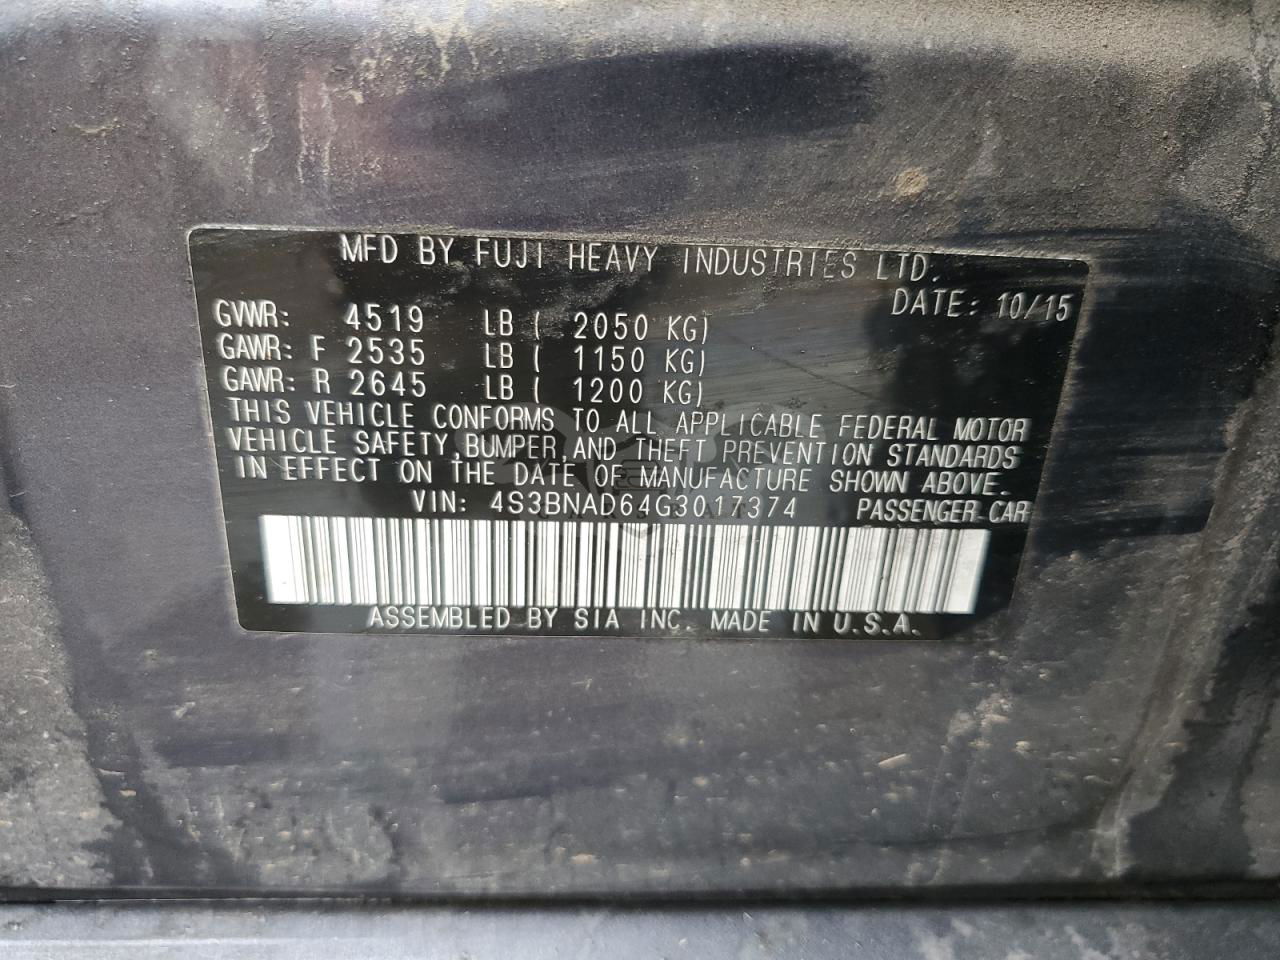 MFD BY FUJI HEAVY INDUSTRIES LTD.
DATE: 10/15
GVWR: 4519 LB ( 2050 KG)
GAWR: F 2535 LB ( 1150 KG)
GAWR: R 2645 LB ( 1200 KG)
THIS VEHICLE CONFORMS TO ALL APPLICABLE FEDERAL MOTOR
VEHICLE SAFETY, BUMPER, AND THEFT PREVENTION STANDARDS
IN EFFECT ON THE DATE OF MANUFACTURE SHOWN ABOVE.
VIN: 4S3BNAD64G3017374 PASSENGER CAR
ASSEMBLED BY SIA INC. MADE IN U.S.A.